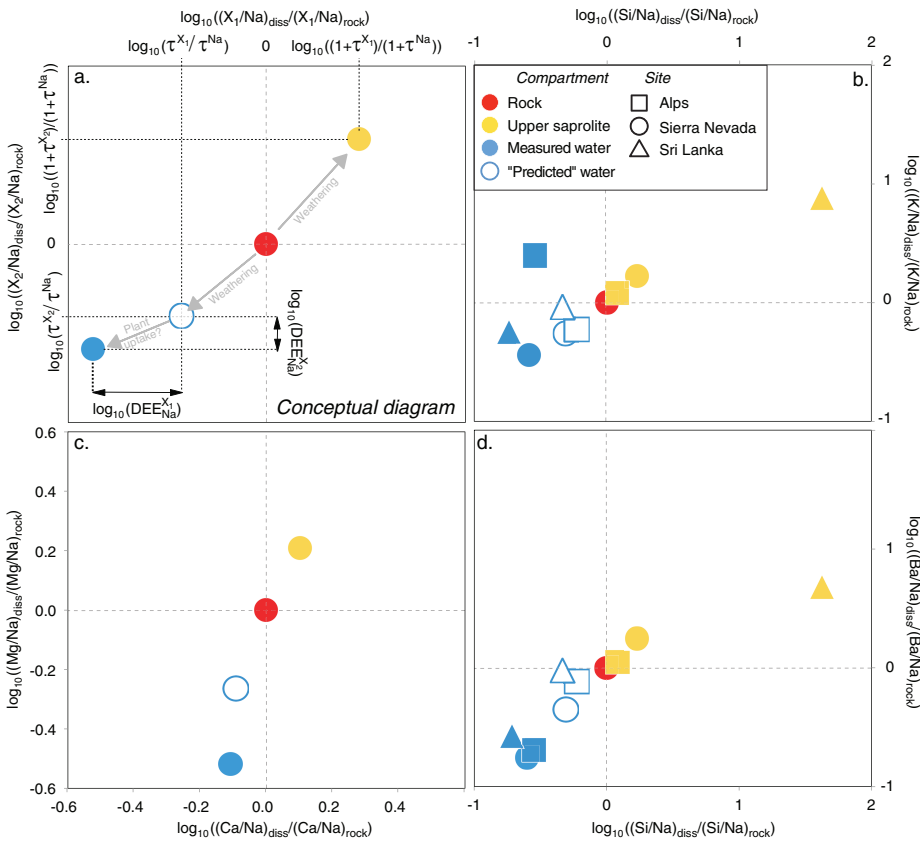 log10((X1/Na)diss/(X1/Na)rock)
log10(τX1/τNa)
0
log10((1+τX1)/(1+τNa))
a.
log10((X2/Na)diss/(X2/Na)rock)
log10((1+τX2)/(1+τNa))
0
log10(τX2/τNa)
Weathering
Weathering
Plant
uptake?
log10(DEENaX2)
log10(DEENaX1)
Conceptual diagram
log10((Si/Na)diss/(Si/Na)rock)
-1
0
1
2
b.
Compartment
Site
Rock
Alps
Upper saprolite
Sierra Nevada
Measured water
Sri Lanka
"Predicted" water
2
1
0
-1
log10((K/Na)diss/(K/Na)rock)
c.
0.6
0.4
0.2
0.0
-0.2
-0.4
-0.6
log10((Mg/Na)diss/(Mg/Na)rock)
-0.6
-0.4
-0.2
0.0
0.2
0.4
log10((Ca/Na)diss/(Ca/Na)rock)
d.
1
0
-1
log10((Ba/Na)diss/(Ba/Na)rock)
-1
0
1
2
log10((Si/Na)diss/(Si/Na)rock)